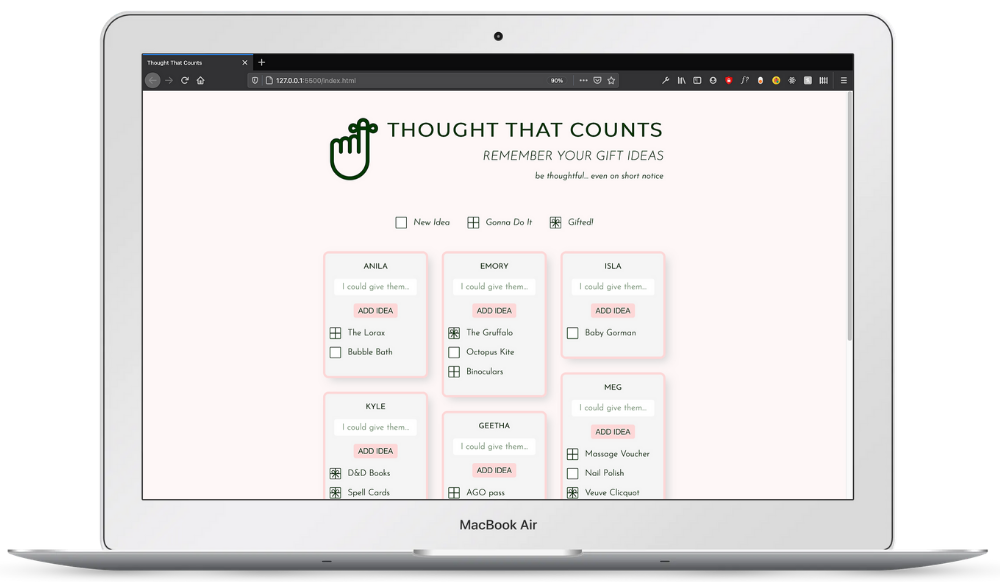 Thought That Counts
127.0.0.1:5500/index.html
90%
THOUGHT THAT COUNTS
REMEMBER YOUR GIFT IDEAS
be thoughtful... even on short notice
New Idea
Gonna Do It
Gifted!
ANILA
I could give them...
ADD IDEA
The Lorax
Bubble Bath
EMORY
I could give them...
ADD IDEA
The Gruffalo
Octopus Kite
Binoculars
ISLA
I could give them...
ADD IDEA
Baby Gorman
KYLE
I could give them...
ADD IDEA
D&D Books
Spell Cards
GEETHA
I could give them...
ADD IDEA
AGO pass
MEG
I could give them...
ADD IDEA
Massage Voucher
Nail Polish
Veuve Clicquot
MacBook Air